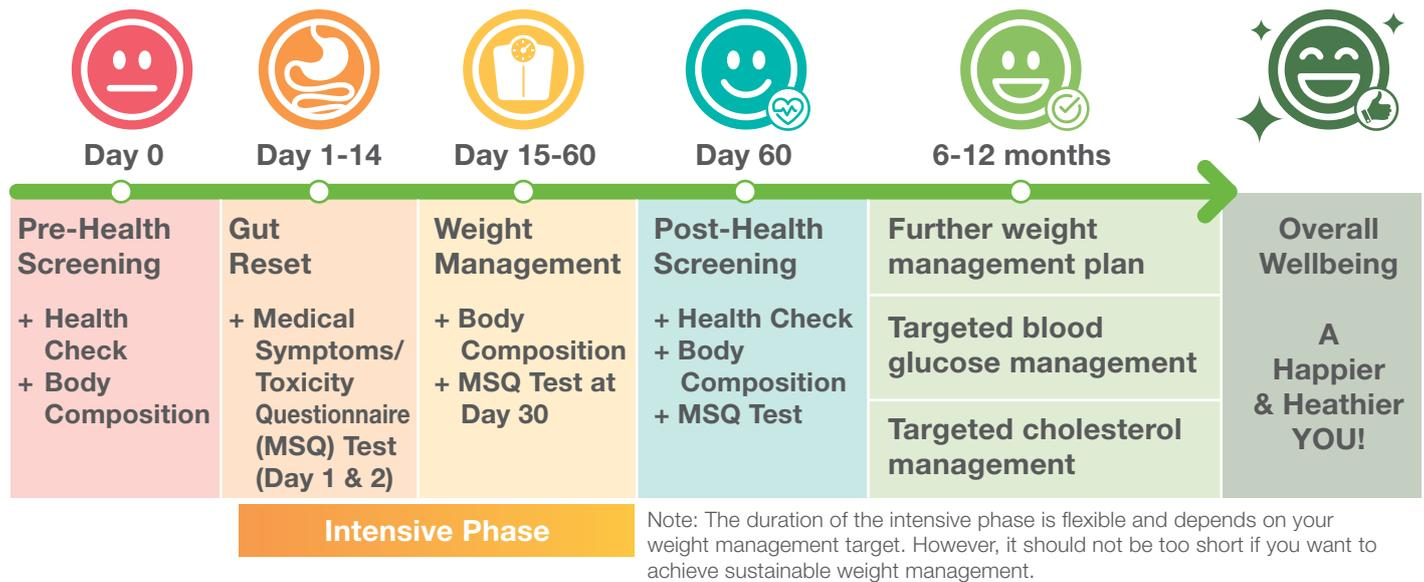 Day 0
Day 1-14
Day 15-60
Day 60
6-12 months
Pre-Health
Screening
+ Health
Check
+ Body
Composition
Gut
Reset
+ Medical
Symptoms/
Toxicity
Questionnaire
(MSQ) Test
(Day 1 & 2)
Weight
Management
+ Body
Composition
+ MSQ Test at
Day 30
Post-Health
Screening
+ Health Check
+ Body
Composition
+ MSQ Test
Further weight
management plan
Targeted blood
glucose management
Targeted cholesterol
management
Overall
Wellbeing
A
Happier
& Heathier
YOU!
Intensive Phase
Note: The duration of the intensive phase is flexible and depends on your
weight management target. However, it should not be too short if you want to
achieve sustainable weight management.